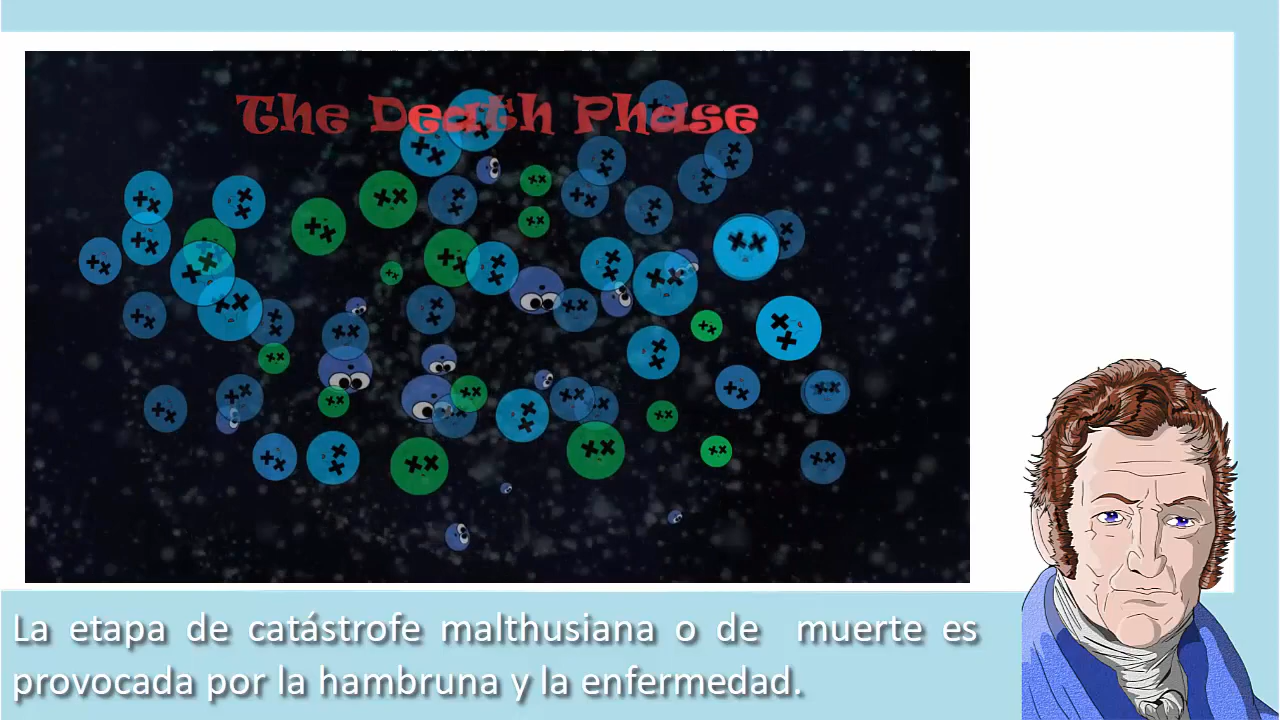 The Death Phase
La etapa de catástrofe malthusiana o de muerte es
provocada por la hambruna y la enfermedad.